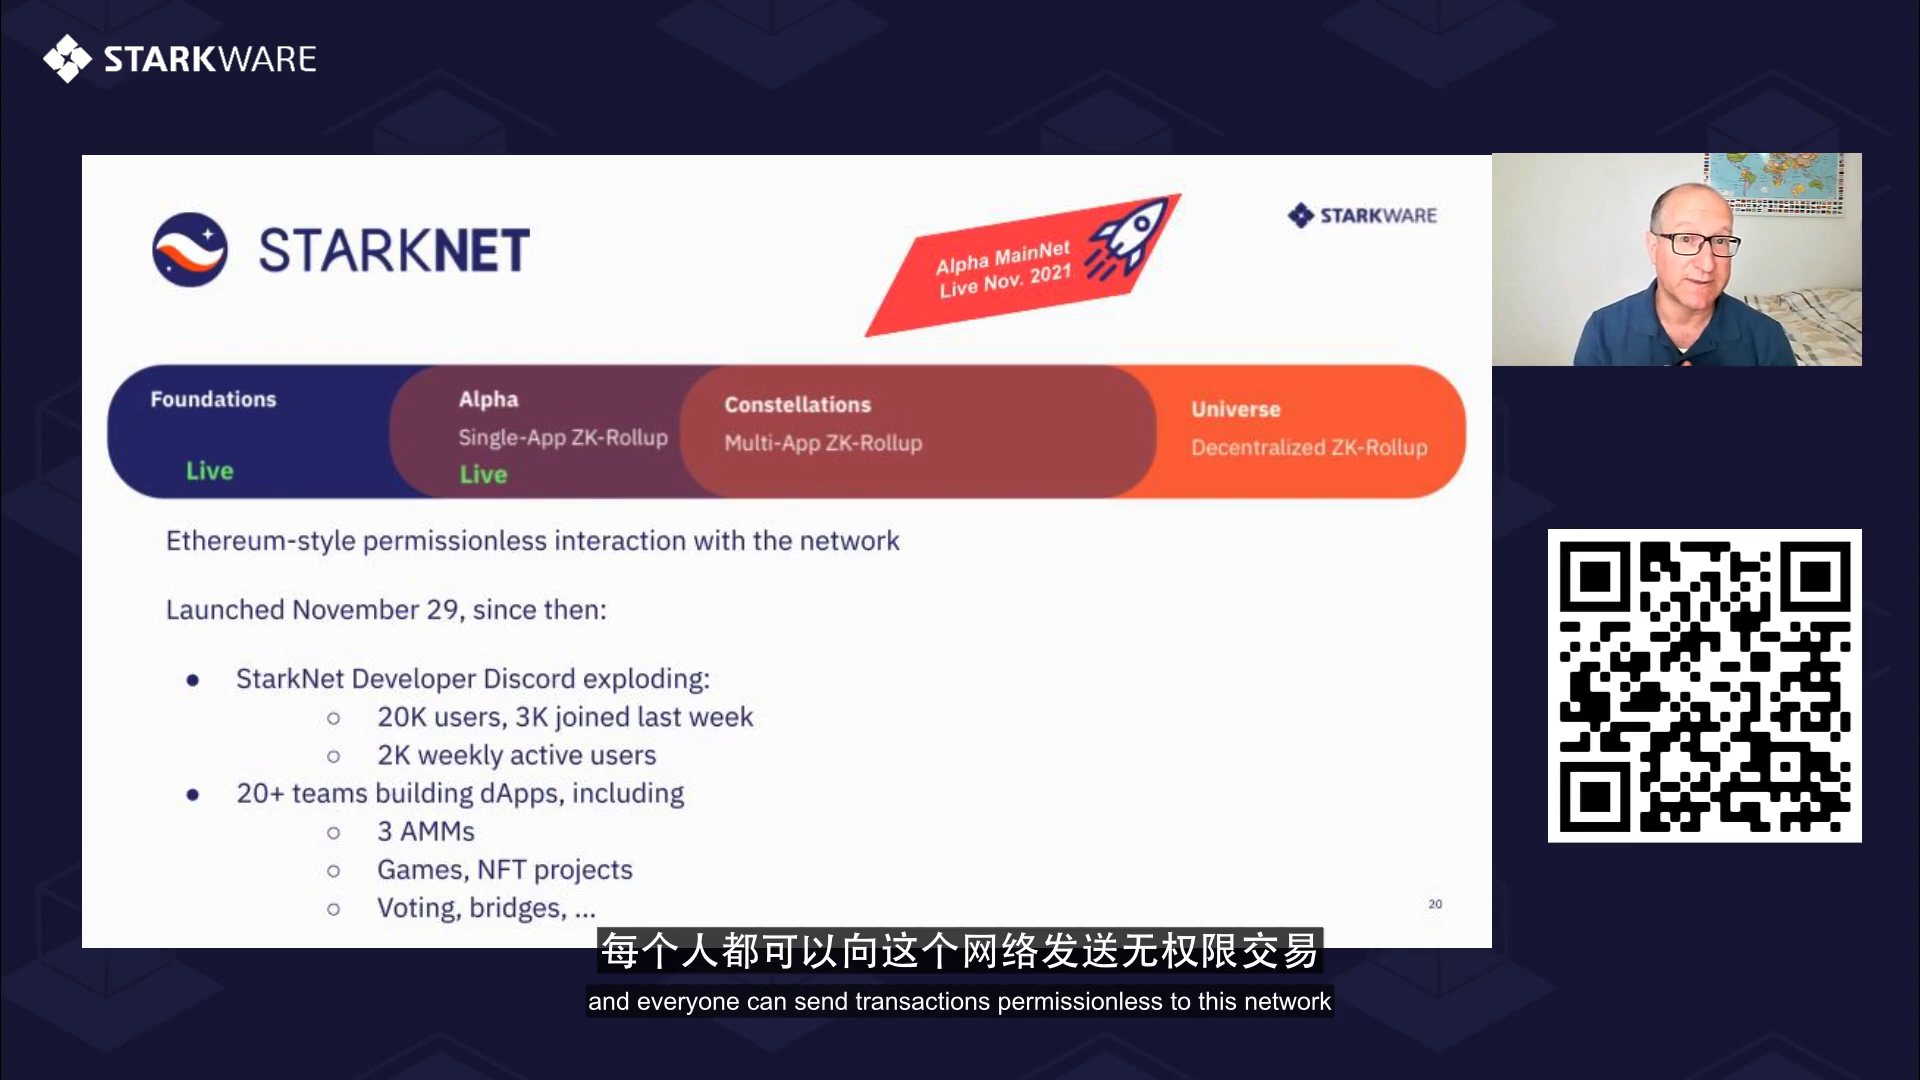 STARKWARE
STARKNET
Alpha MainNet
Live Nov. 2021
STARKWARE
Foundations
Live
Alpha
Single-App ZK-Rollup
Live
Constellations
Multi-App ZK-Rollup
Universe
Decentralized ZK-Rollup
Ethereum-style permissionless interaction with the network
Launched November 29, since then:
● StarkNet Developer Discord exploding:
○ 20K users, 3K joined last week
○ 2K weekly active users
● 20+ teams building dApps, including
○ 3 AMMs
○ Games, NFT projects
○ Voting, bridges, ...
20
每个人都可以向这个网络发送无权限交易
and everyone can send transactions permissionless to this network